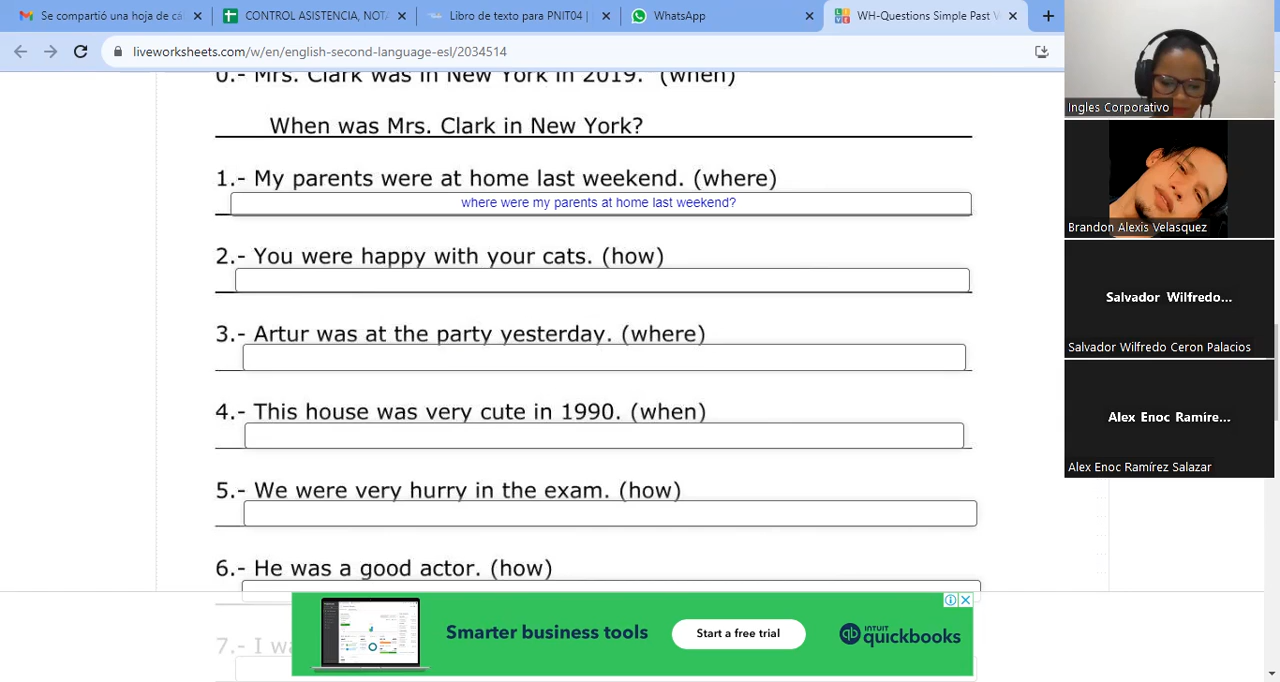 Se compartió una hoja de ca
CONTROL ASISTENCIA, NOTA
Libro de texto para PNIT04 |
WhatsApp
WH-Questions Simple Past V
liveworksheets.com/w/en/english-second-language-esl/2034514
0.- Mrs. Clark was in New York in 2019. (when)
When was Mrs. Clark in New York?
1.- My parents were at home last weekend. (where)
where were my parents at home last weekend?
2.- You were happy with your cats. (how)
3.- Artur was at the party yesterday. (where)
4.- This house was very cute in 1990. (when)
5.- We were very hurry in the exam. (how)
6.- He was a good actor. (how)
7.- I wa
Smarter business tools
Start a free trial
INTUIT
quickbooks
Ingles Corporativo
Brandon Alexis Velasquez
Salvador Wilfredo...
Salvador Wilfredo Ceron Palacios
Alex Enoc Ramíre...
Alex Enoc Ramírez Salazar